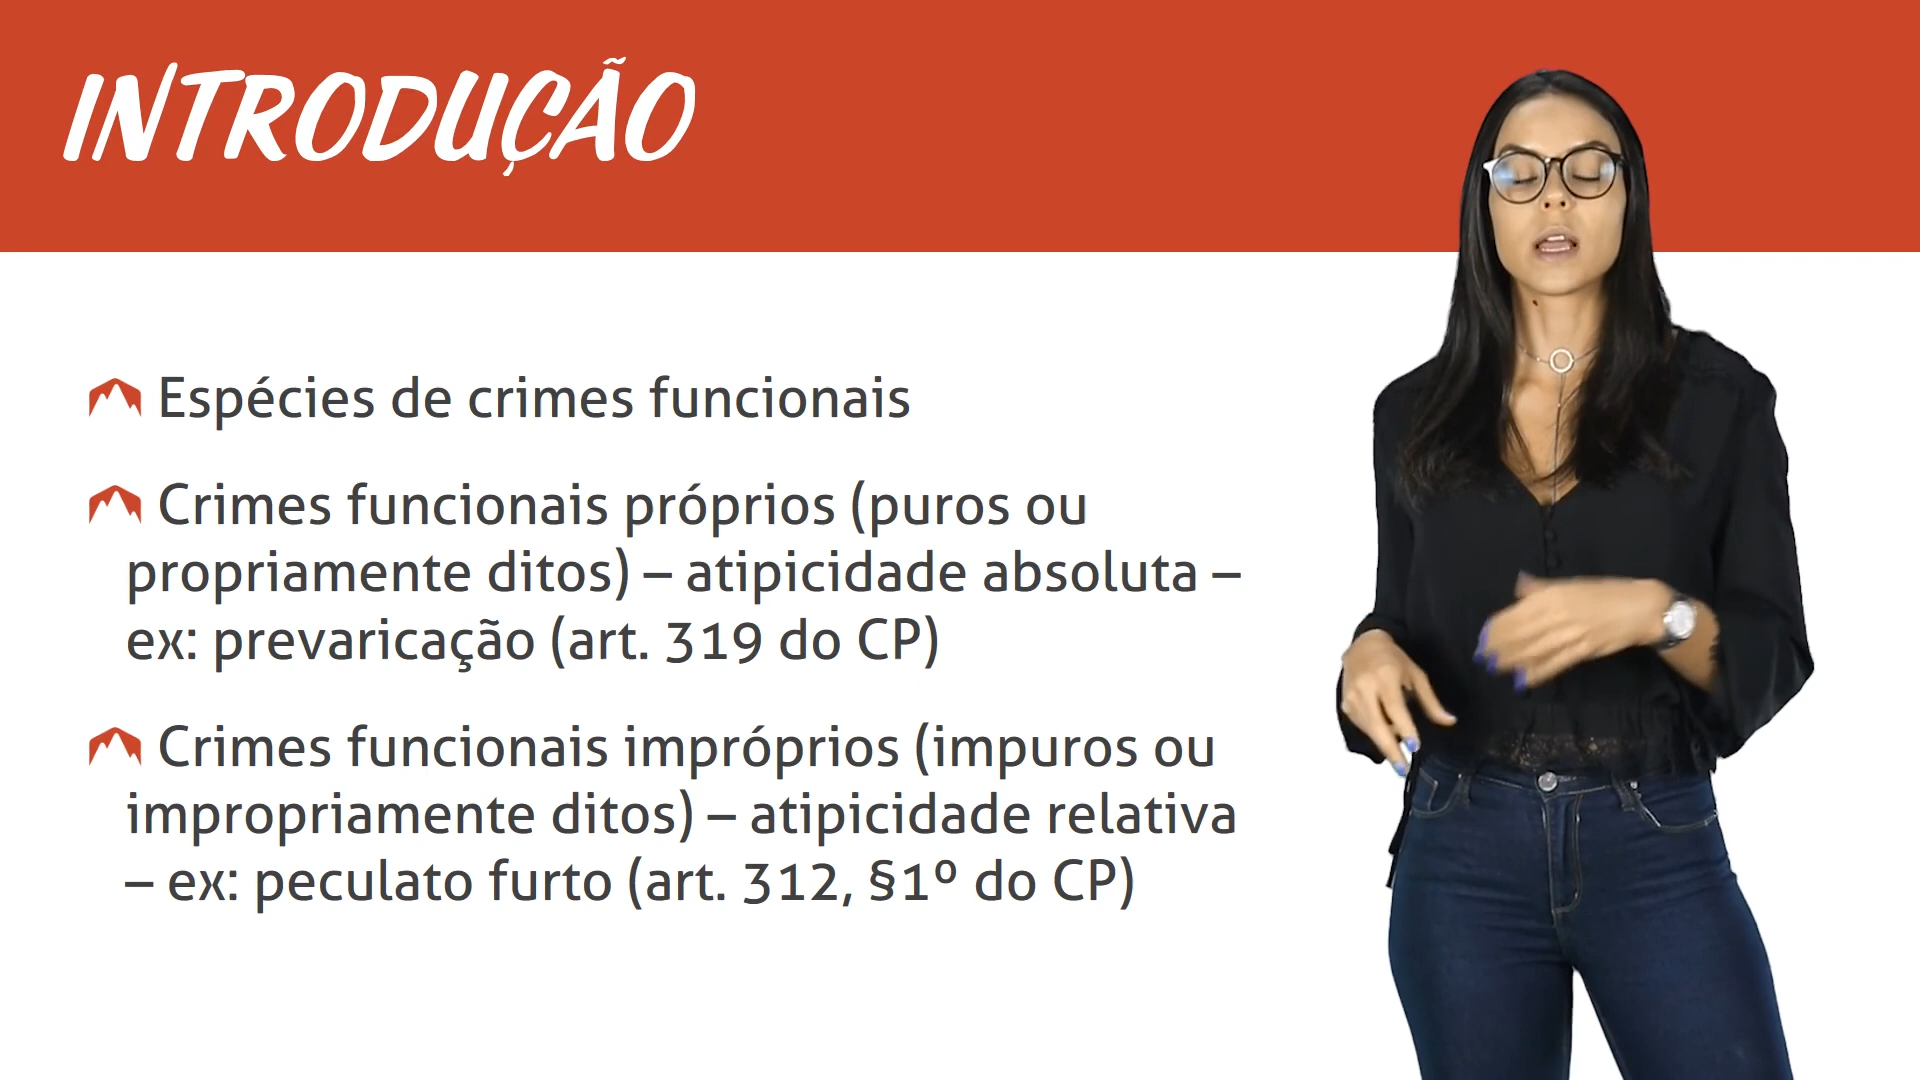 INTRODUÇÃO
Espécies de crimes funcionais
Crimes funcionais próprios (puros ou
propriamente ditos) – atipicidade absoluta –
ex: prevaricação (art. 319 do CP)
Crimes funcionais impróprios (impuros ou
impropriamente ditos) – atipicidade relativa
– ex: peculato furto (art. 312, §1º do CP)